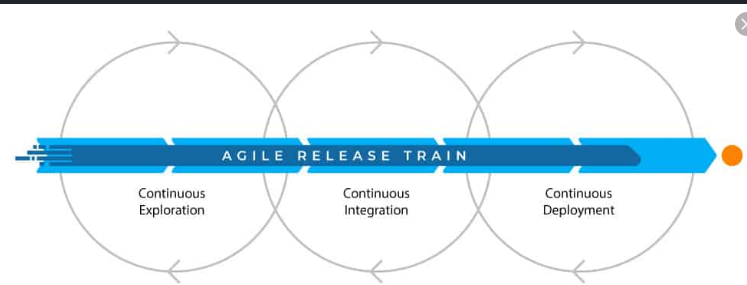 AGILE RELEASE TRAIN
Continuous
Exploration
Continuous
Integration
Continuous
Deployment